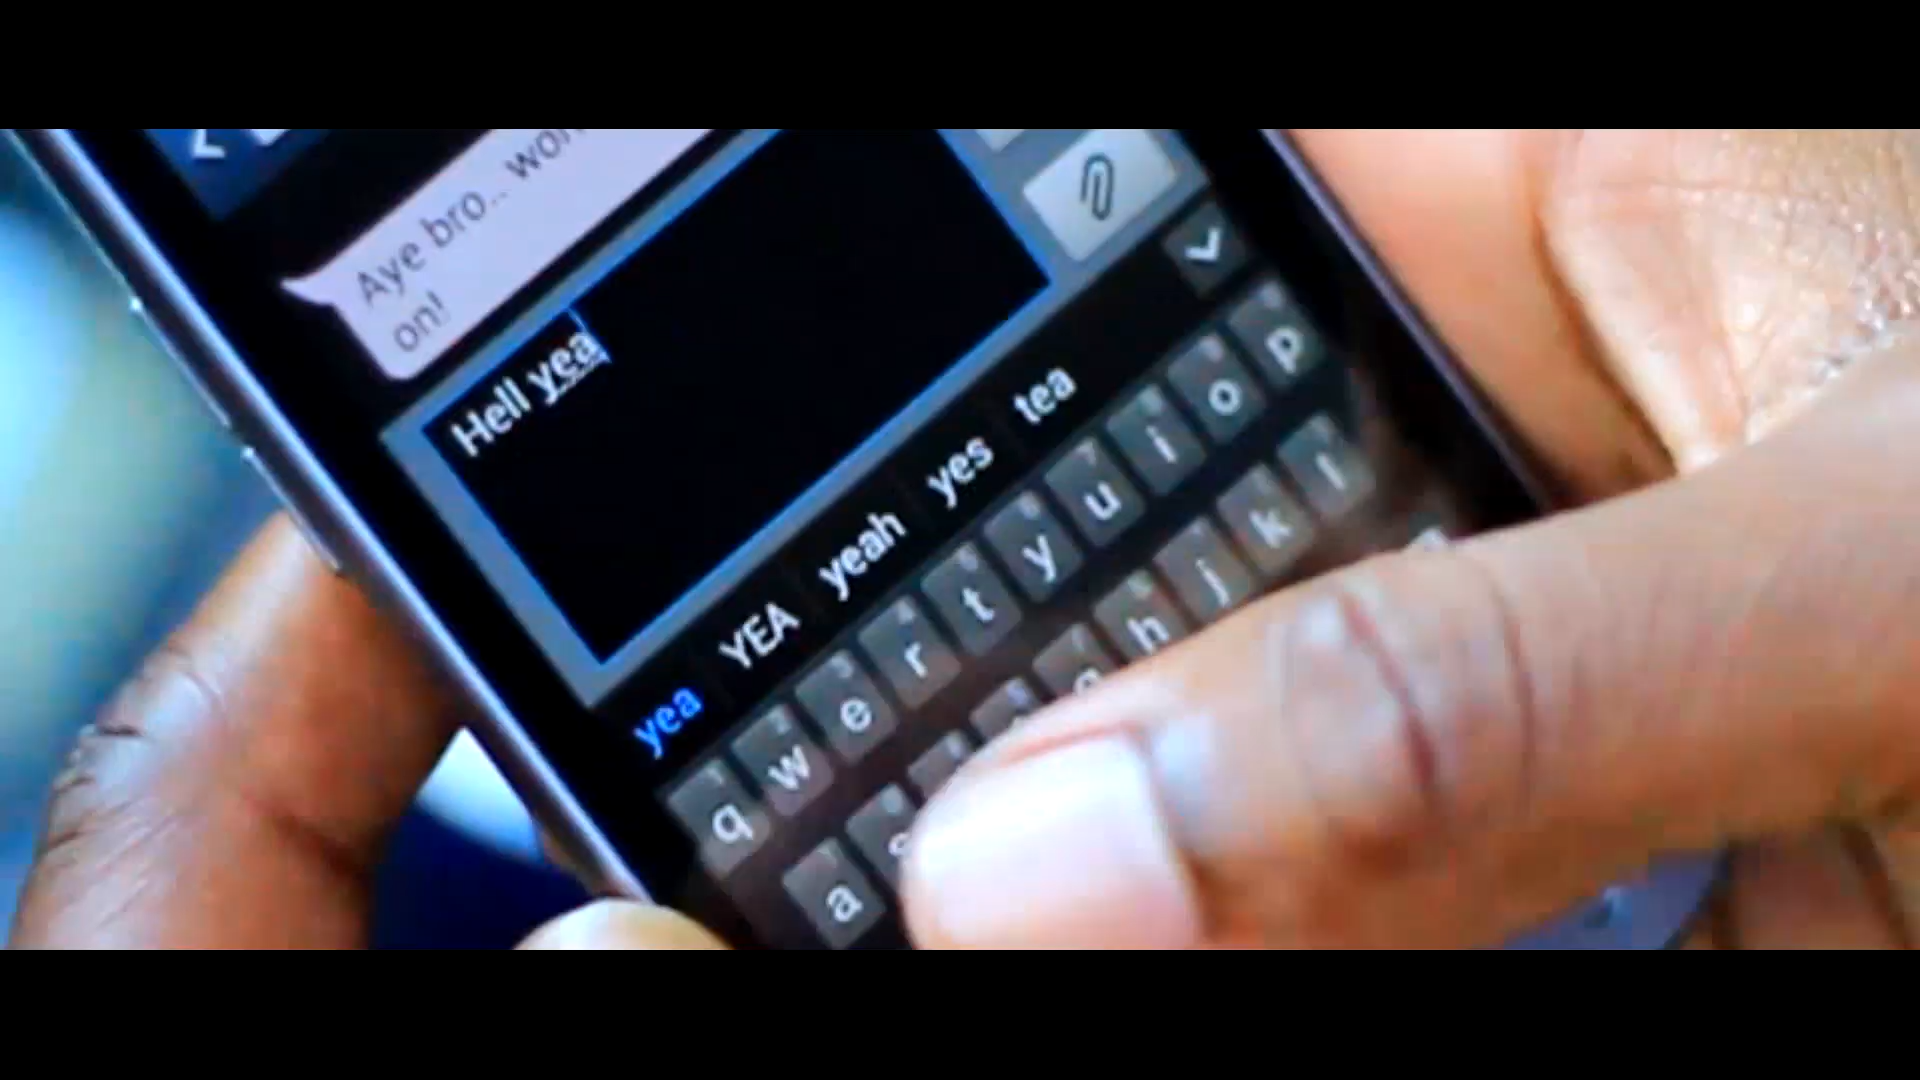 Aye bro..
on!
Hell yea
yea YEA yeah yes tea
q w e r t y u i o p
a h j k l